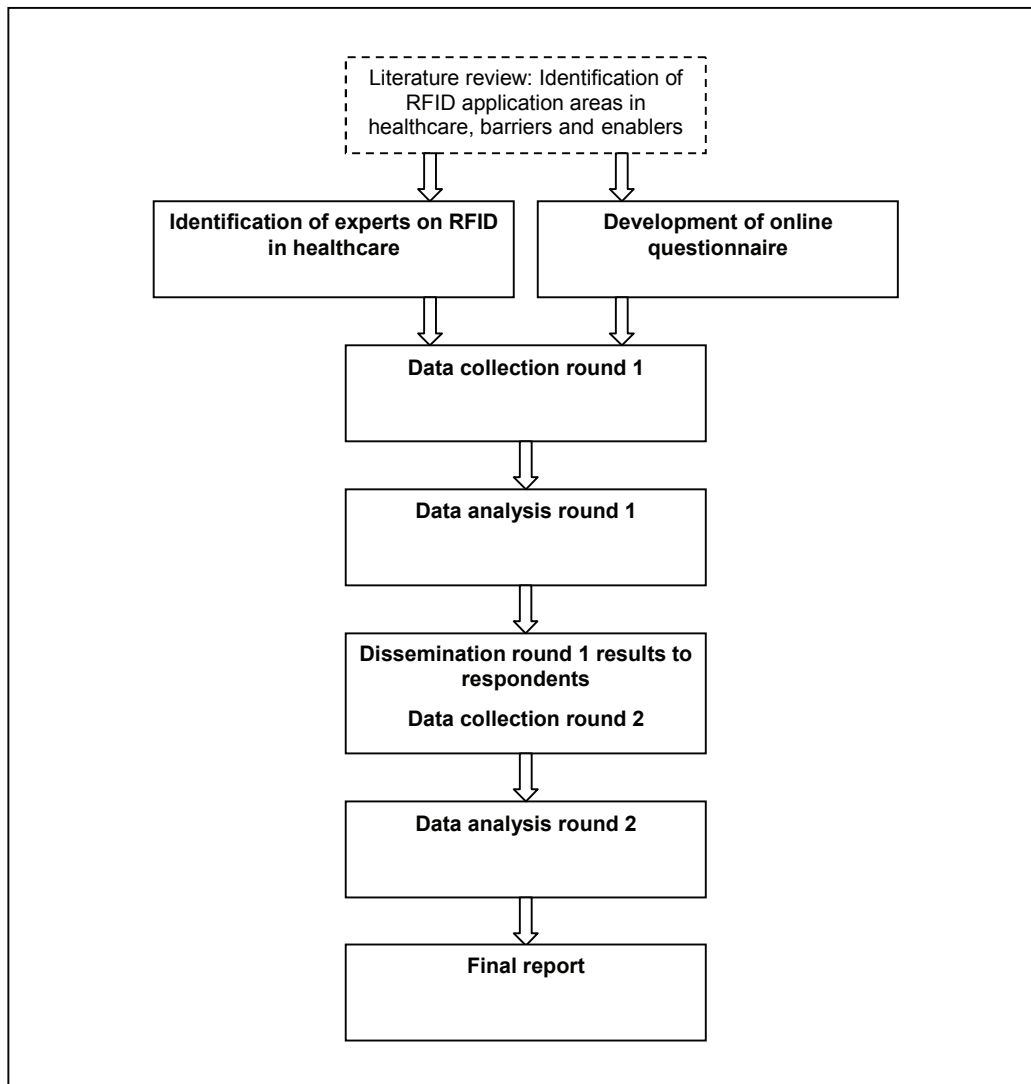 Literature review: Identification of
RFID application areas in
healthcare, barriers and enablers
Identification of experts on RFID
in healthcare
Development of online
questionnaire
Data collection round 1
Data analysis round 1
Dissemination round 1 results to
respondents
Data collection round 2
Data analysis round 2
Final report